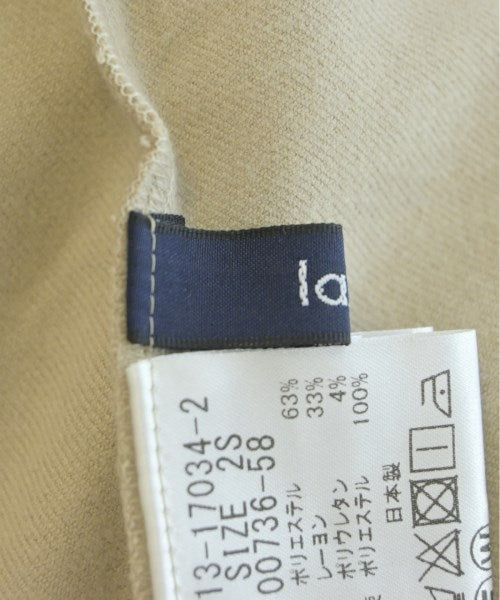 13-17034-2
SIZE 2S
00736-58
ポリエステル 63%
レーヨン 33%
ポリウレタン 4%
ポリエステル 100%
日本製